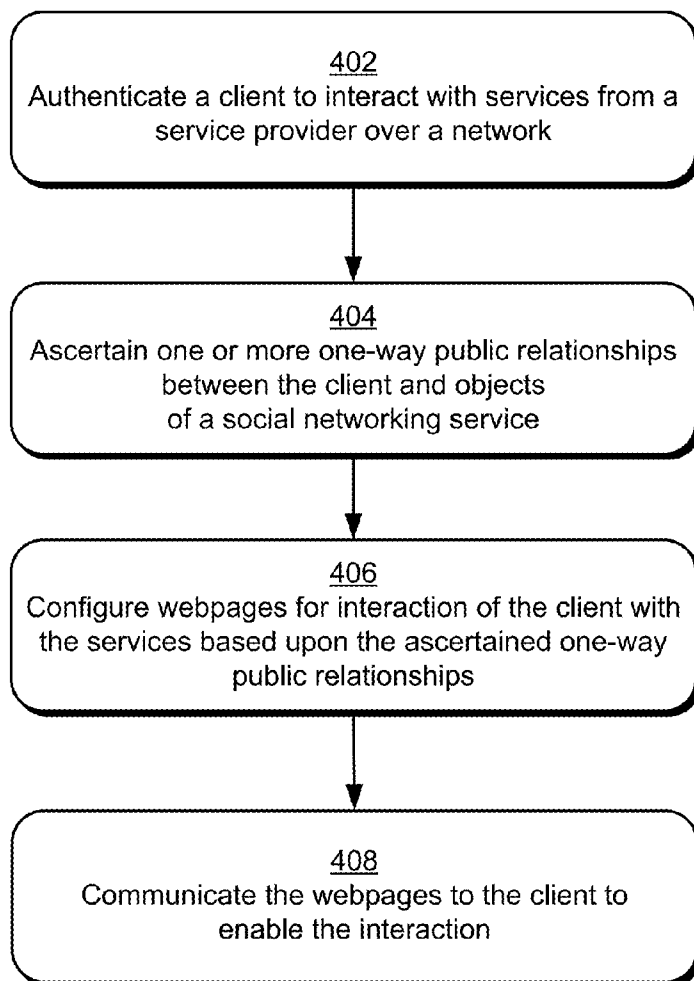 402
Authenticate a client to interact with services from a
service provider over a network
404
Ascertain one or more one-way public relationships
between the client and objects
of a social networking service
406
Configure webpages for interaction of the client with
the services based upon the ascertained one-way
public relationships
408
Communicate the webpages to the client to
enable the interaction